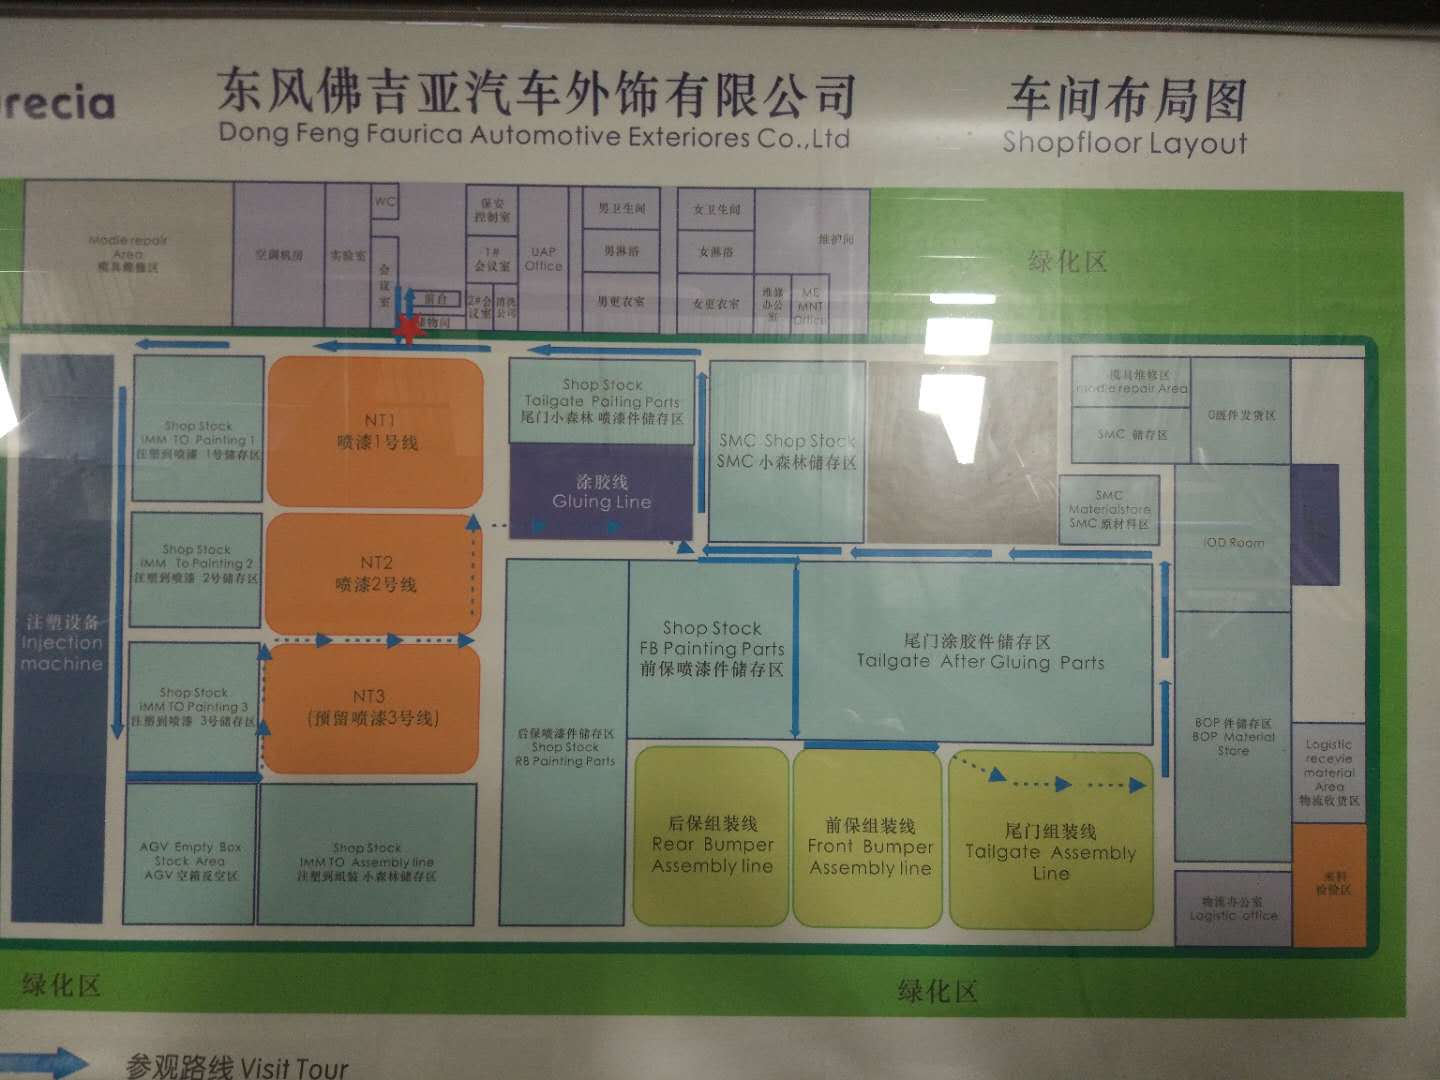 recia
东风佛吉亚汽车外饰有限公司
Dong Feng Faurica Automotive Exteriores Co.,Ltd
车间布局图
Shopfloor Layout
Modle repair
Area
模具维修区
空调机房
实验室
WC
会
议
室
前台
储物间
保安
控制室
1#
会议室
2#会
议室
清洗
公司
UAP
Office
男卫生间
男淋浴
男更衣室
女卫生间
女淋浴
女更衣室
维护间
维修
办公
室
ME
MNT
Office
绿化区
注塑设备
Injection
machine
Shop Stock
IMM TO Painting 1
注塑到喷漆 1号储存区
NT1
喷漆1号线
Shop Stock
Tailgate Paiting Parts
尾门小森林 喷漆件储存区
涂胶线
Gluing Line
SMC Shop Stock
SMC 小森林储存区
模具维修区
modle repair Area
SMC 储存区
SMC
Materialstore
SMC 原材料区
IOD Room
Shop Stock
IMM To Painting 2
注塑到喷漆 2号储存区
NT2
喷漆2号线
Shop Stock
IMM TO Painting 3
注塑到喷漆 3号储存区
NT3
(预留喷漆3号线)
后保喷漆件储存区
Shop Stock
RB Painting Parts
Shop Stock
FB Painting Parts
前保喷漆件储存区
尾门涂胶件储存区
Tailgate After Gluing Parts
BOP 件储存区
BOP Material
Store
Logistic
recevie
material
Area
物流收货区
AGV Empty Box
Stock Area
AGV 空箱返空区
Shop Stock
IMM TO Assembly line
注塑到组装 小森林储存区
后保组装线
Rear Bumper
Assembly line
前保组装线
Front Bumper
Assembly line
尾门组装线
Tailgate Assembly
Line
物流办公室
Logistic office
来料
检验区
绿化区
绿化区
参观路线 Visit Tour